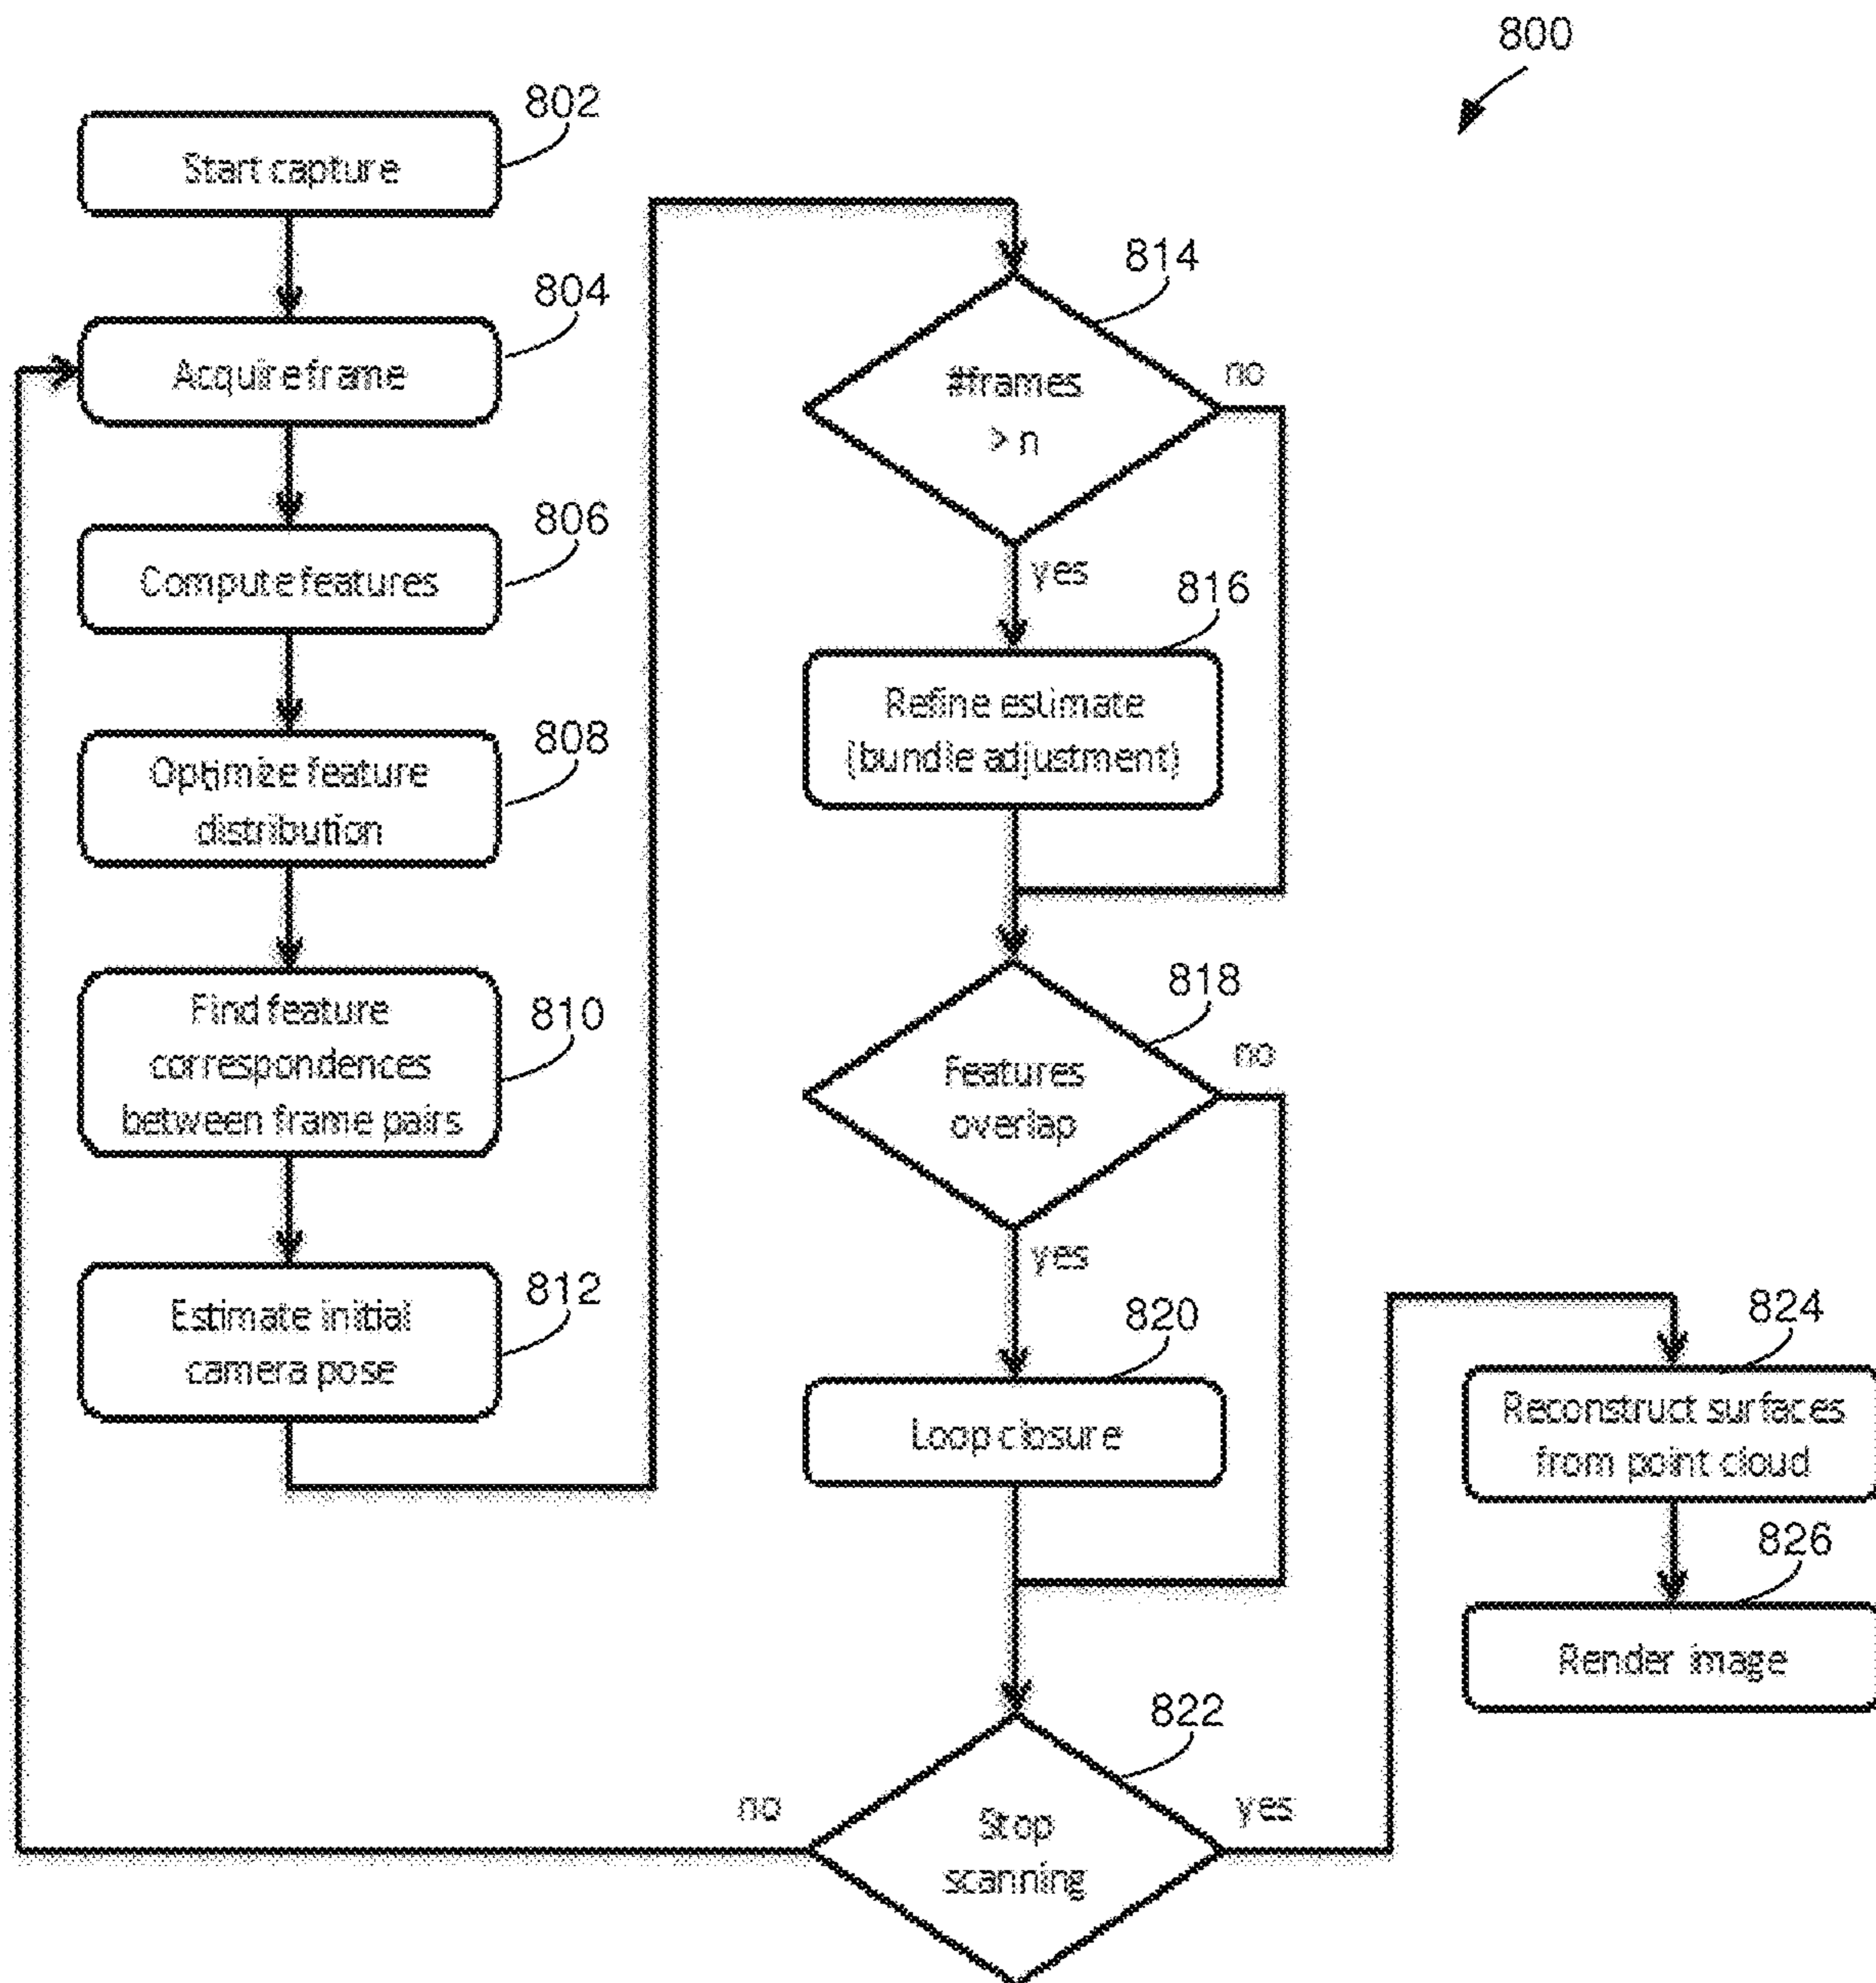 800
802
Start capture
804
Acquire frame
806
Compute features
808
Optimize feature
distribution
810
Find feature
correspondences
between frame pairs
812
Estimate initial
camera pose
814
#frames
> n
no
yes
816
Refine estimate
(bundle adjustment)
818
Features
overlap
no
yes
820
Loop closure
822
Stop
scanning
no
yes
824
Reconstruct surfaces
from point cloud
826
Render image